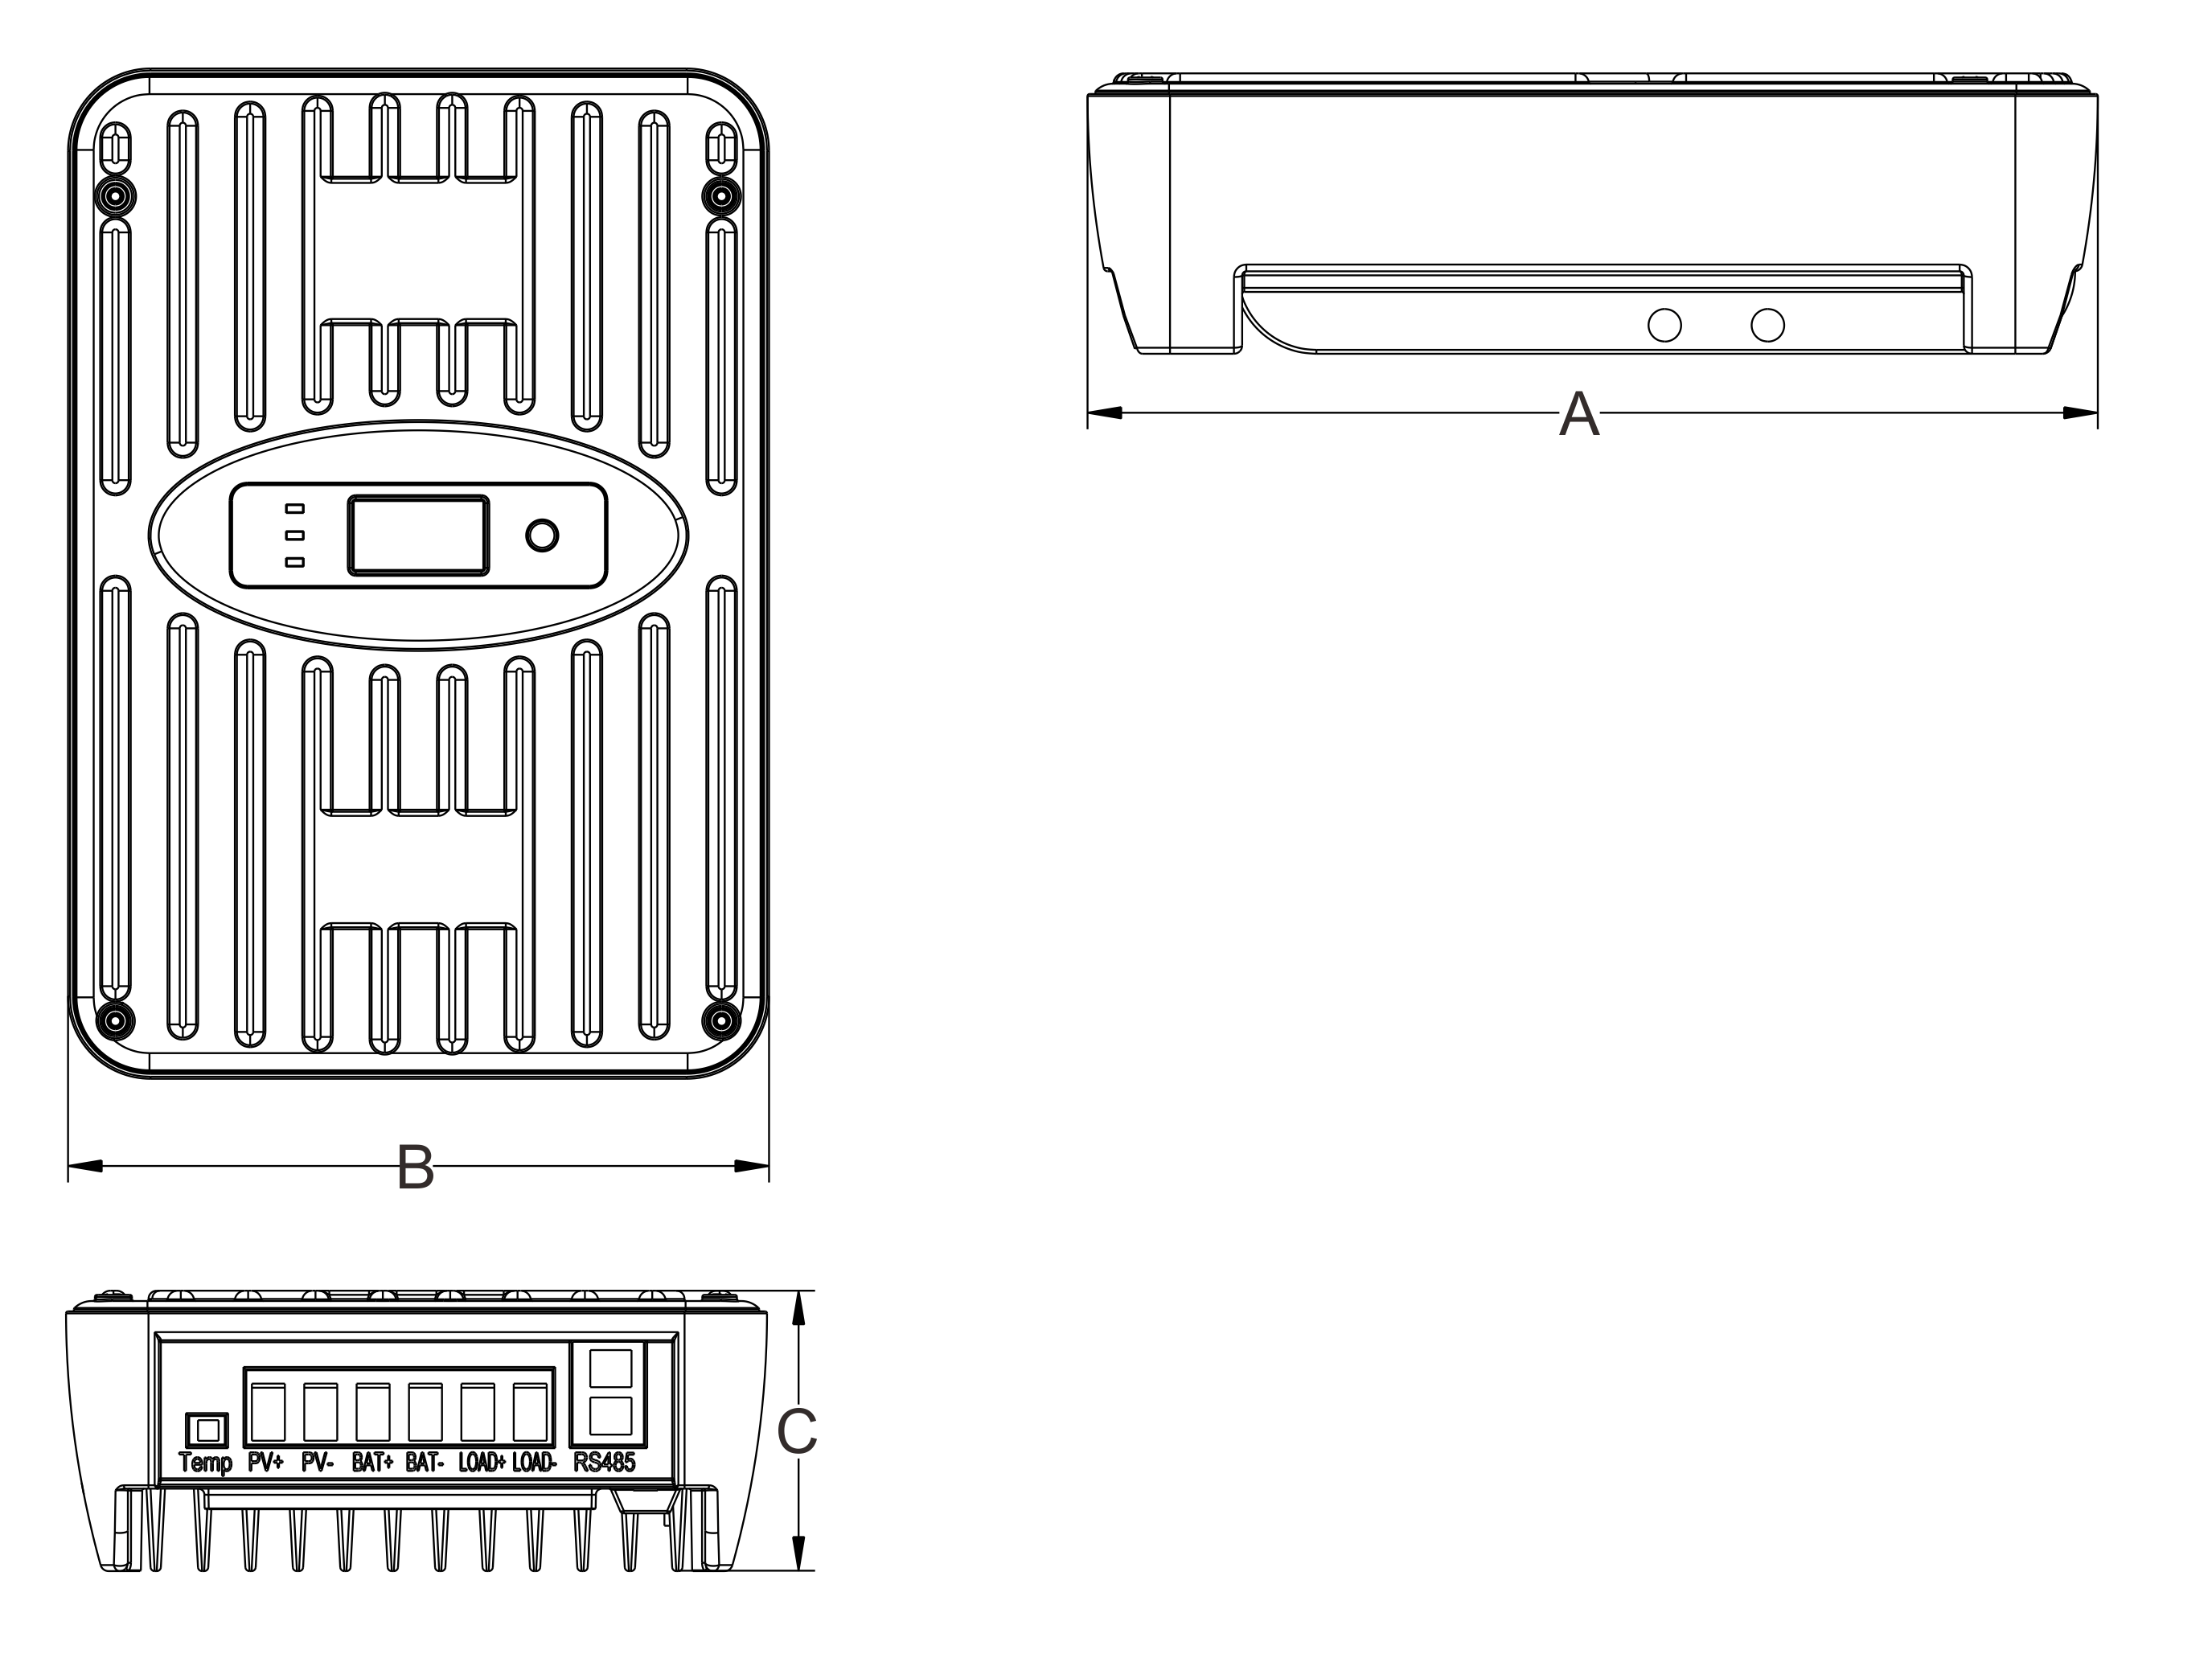 A
B
C
Temp PV+ PV- BAT+ BAT- LOAD+ LOAD- RS485